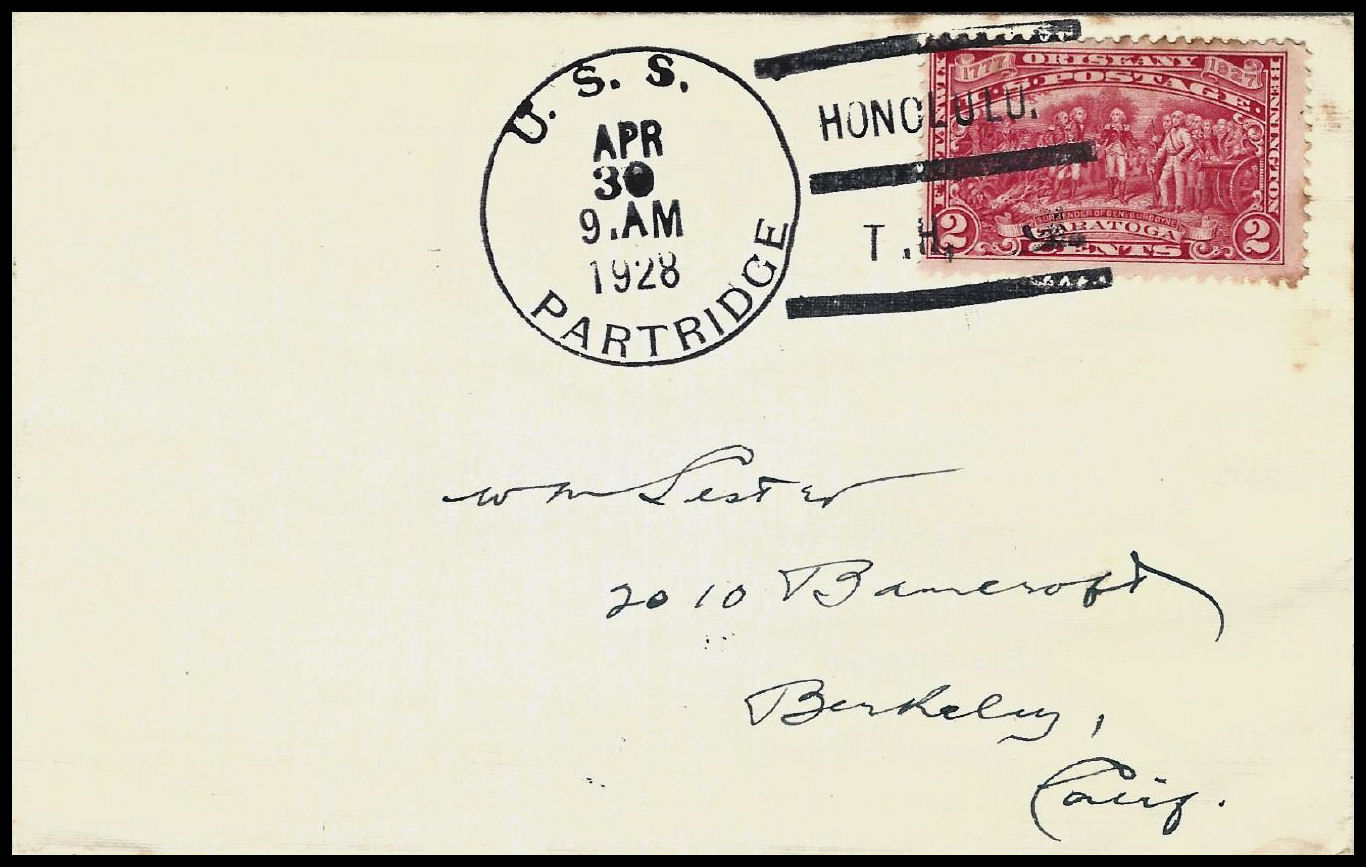 U. S. S.
APR
30
9.AM
1928
PARTRIDGE
HONOLULU.
T.H,
1777 ORISKANY 1927
U.S. POSTAGE
BENNINGTON
SURRENDER OF GEN. BURGOYNE
SARATOGA
2 CENTS 2
Wm Lester
2010 Bancroft
Berkeley,
Calif.